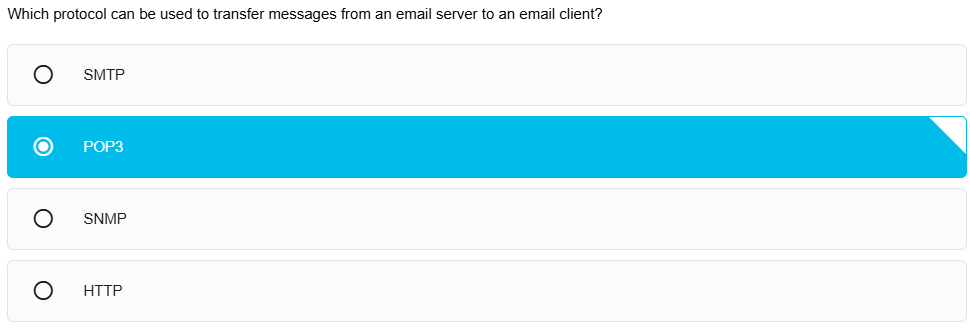 Which protocol can be used to transfer messages from an email server to an email client?
SMTP
POP3
SNMP
HTTP